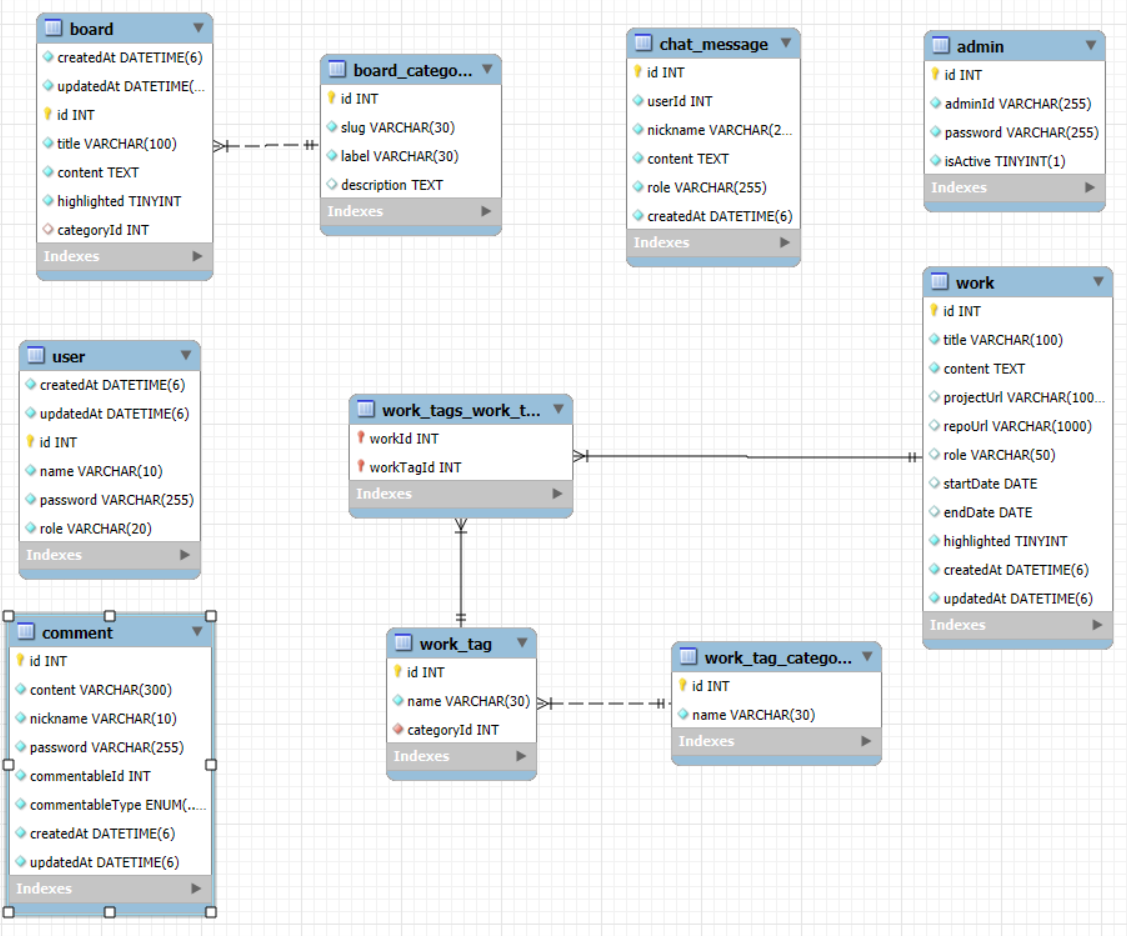 board
createdAt DATETIME(6)
updatedAt DATETIME(...
id INT
title VARCHAR(100)
content TEXT
highlighted TINYINT
categoryId INT
Indexes
board_catego...
id INT
slug VARCHAR(30)
label VARCHAR(30)
description TEXT
Indexes
chat_message
id INT
userId INT
nickname VARCHAR(2...
content TEXT
role VARCHAR(255)
createdAt DATETIME(6)
Indexes
admin
id INT
adminId VARCHAR(255)
password VARCHAR(255)
isActive TINYINT(1)
Indexes
user
createdAt DATETIME(6)
updatedAt DATETIME(6)
id INT
name VARCHAR(10)
password VARCHAR(255)
role VARCHAR(20)
Indexes
work_tags_work_t...
workId INT
workTagId INT
Indexes
work
id INT
title VARCHAR(100)
content TEXT
projectUrl VARCHAR(100...
repoUrl VARCHAR(1000)
role VARCHAR(50)
startDate DATE
endDate DATE
highlighted TINYINT
createdAt DATETIME(6)
updatedAt DATETIME(6)
Indexes
comment
id INT
content VARCHAR(300)
nickname VARCHAR(10)
password VARCHAR(255)
commentableId INT
commentableType ENUM(...
createdAt DATETIME(6)
updatedAt DATETIME(6)
Indexes
work_tag
id INT
name VARCHAR(30)
categoryId INT
Indexes
work_tag_catego...
id INT
name VARCHAR(30)
Indexes